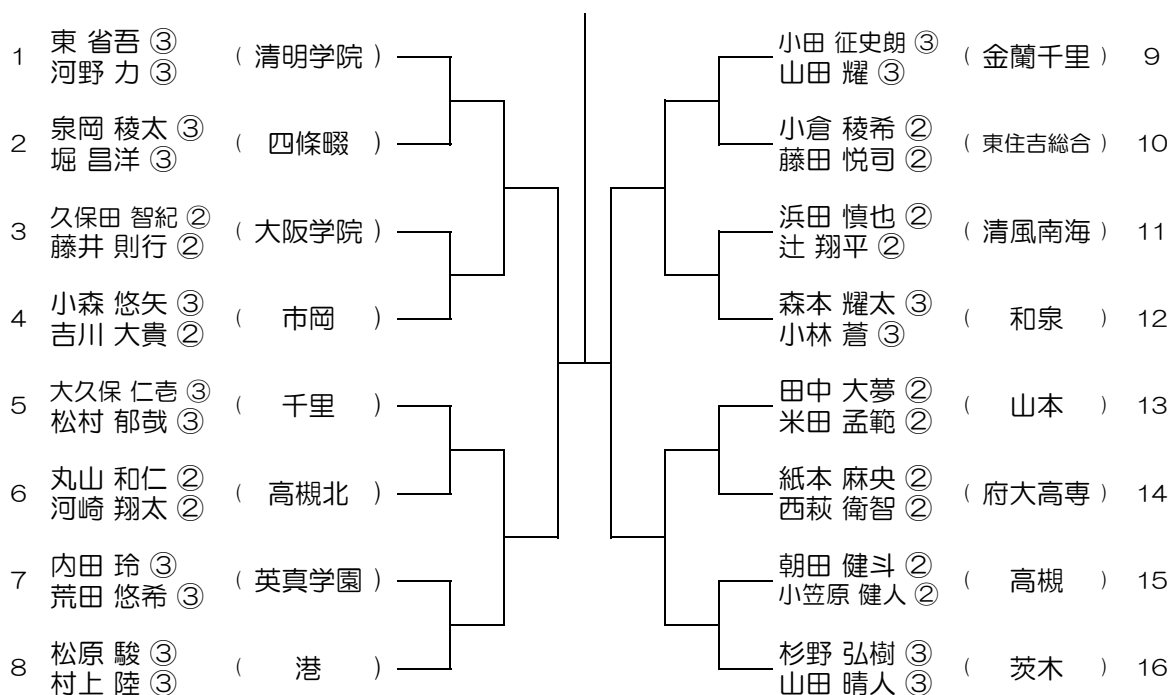 1 東 省吾 ③
河野 力 ③
( 清明学院 )
2 泉岡 稜太 ③
堀 昌洋 ③
( 四條畷 )
3 久保田 智紀 ②
藤井 則行 ②
( 大阪学院 )
4 小森 悠矢 ③
吉川 大貴 ②
( 市岡 )
5 大久保 仁壱 ③
松村 郁哉 ③
( 千里 )
6 丸山 和仁 ②
河崎 翔太 ②
( 高槻北 )
7 内田 玲 ③
荒田 悠希 ③
( 英真学園 )
8 松原 駿 ③
村上 陸 ③
( 港 )
小田 征史朗 ③
山田 耀 ③
( 金蘭千里 ) 9
小倉 稜希 ②
藤田 悦司 ②
( 東住吉総合 ) 10
浜田 慎也 ②
辻 翔平 ②
( 清風南海 ) 11
森本 耀太 ③
小林 蒼 ③
( 和泉 ) 12
田中 大夢 ②
米田 孟範 ②
( 山本 ) 13
紙本 麻央 ②
西萩 衛智 ②
( 府大高専 ) 14
朝田 健斗 ②
小笠原 健人 ②
( 高槻 ) 15
杉野 弘樹 ③
山田 晴人 ③
( 茨木 ) 16